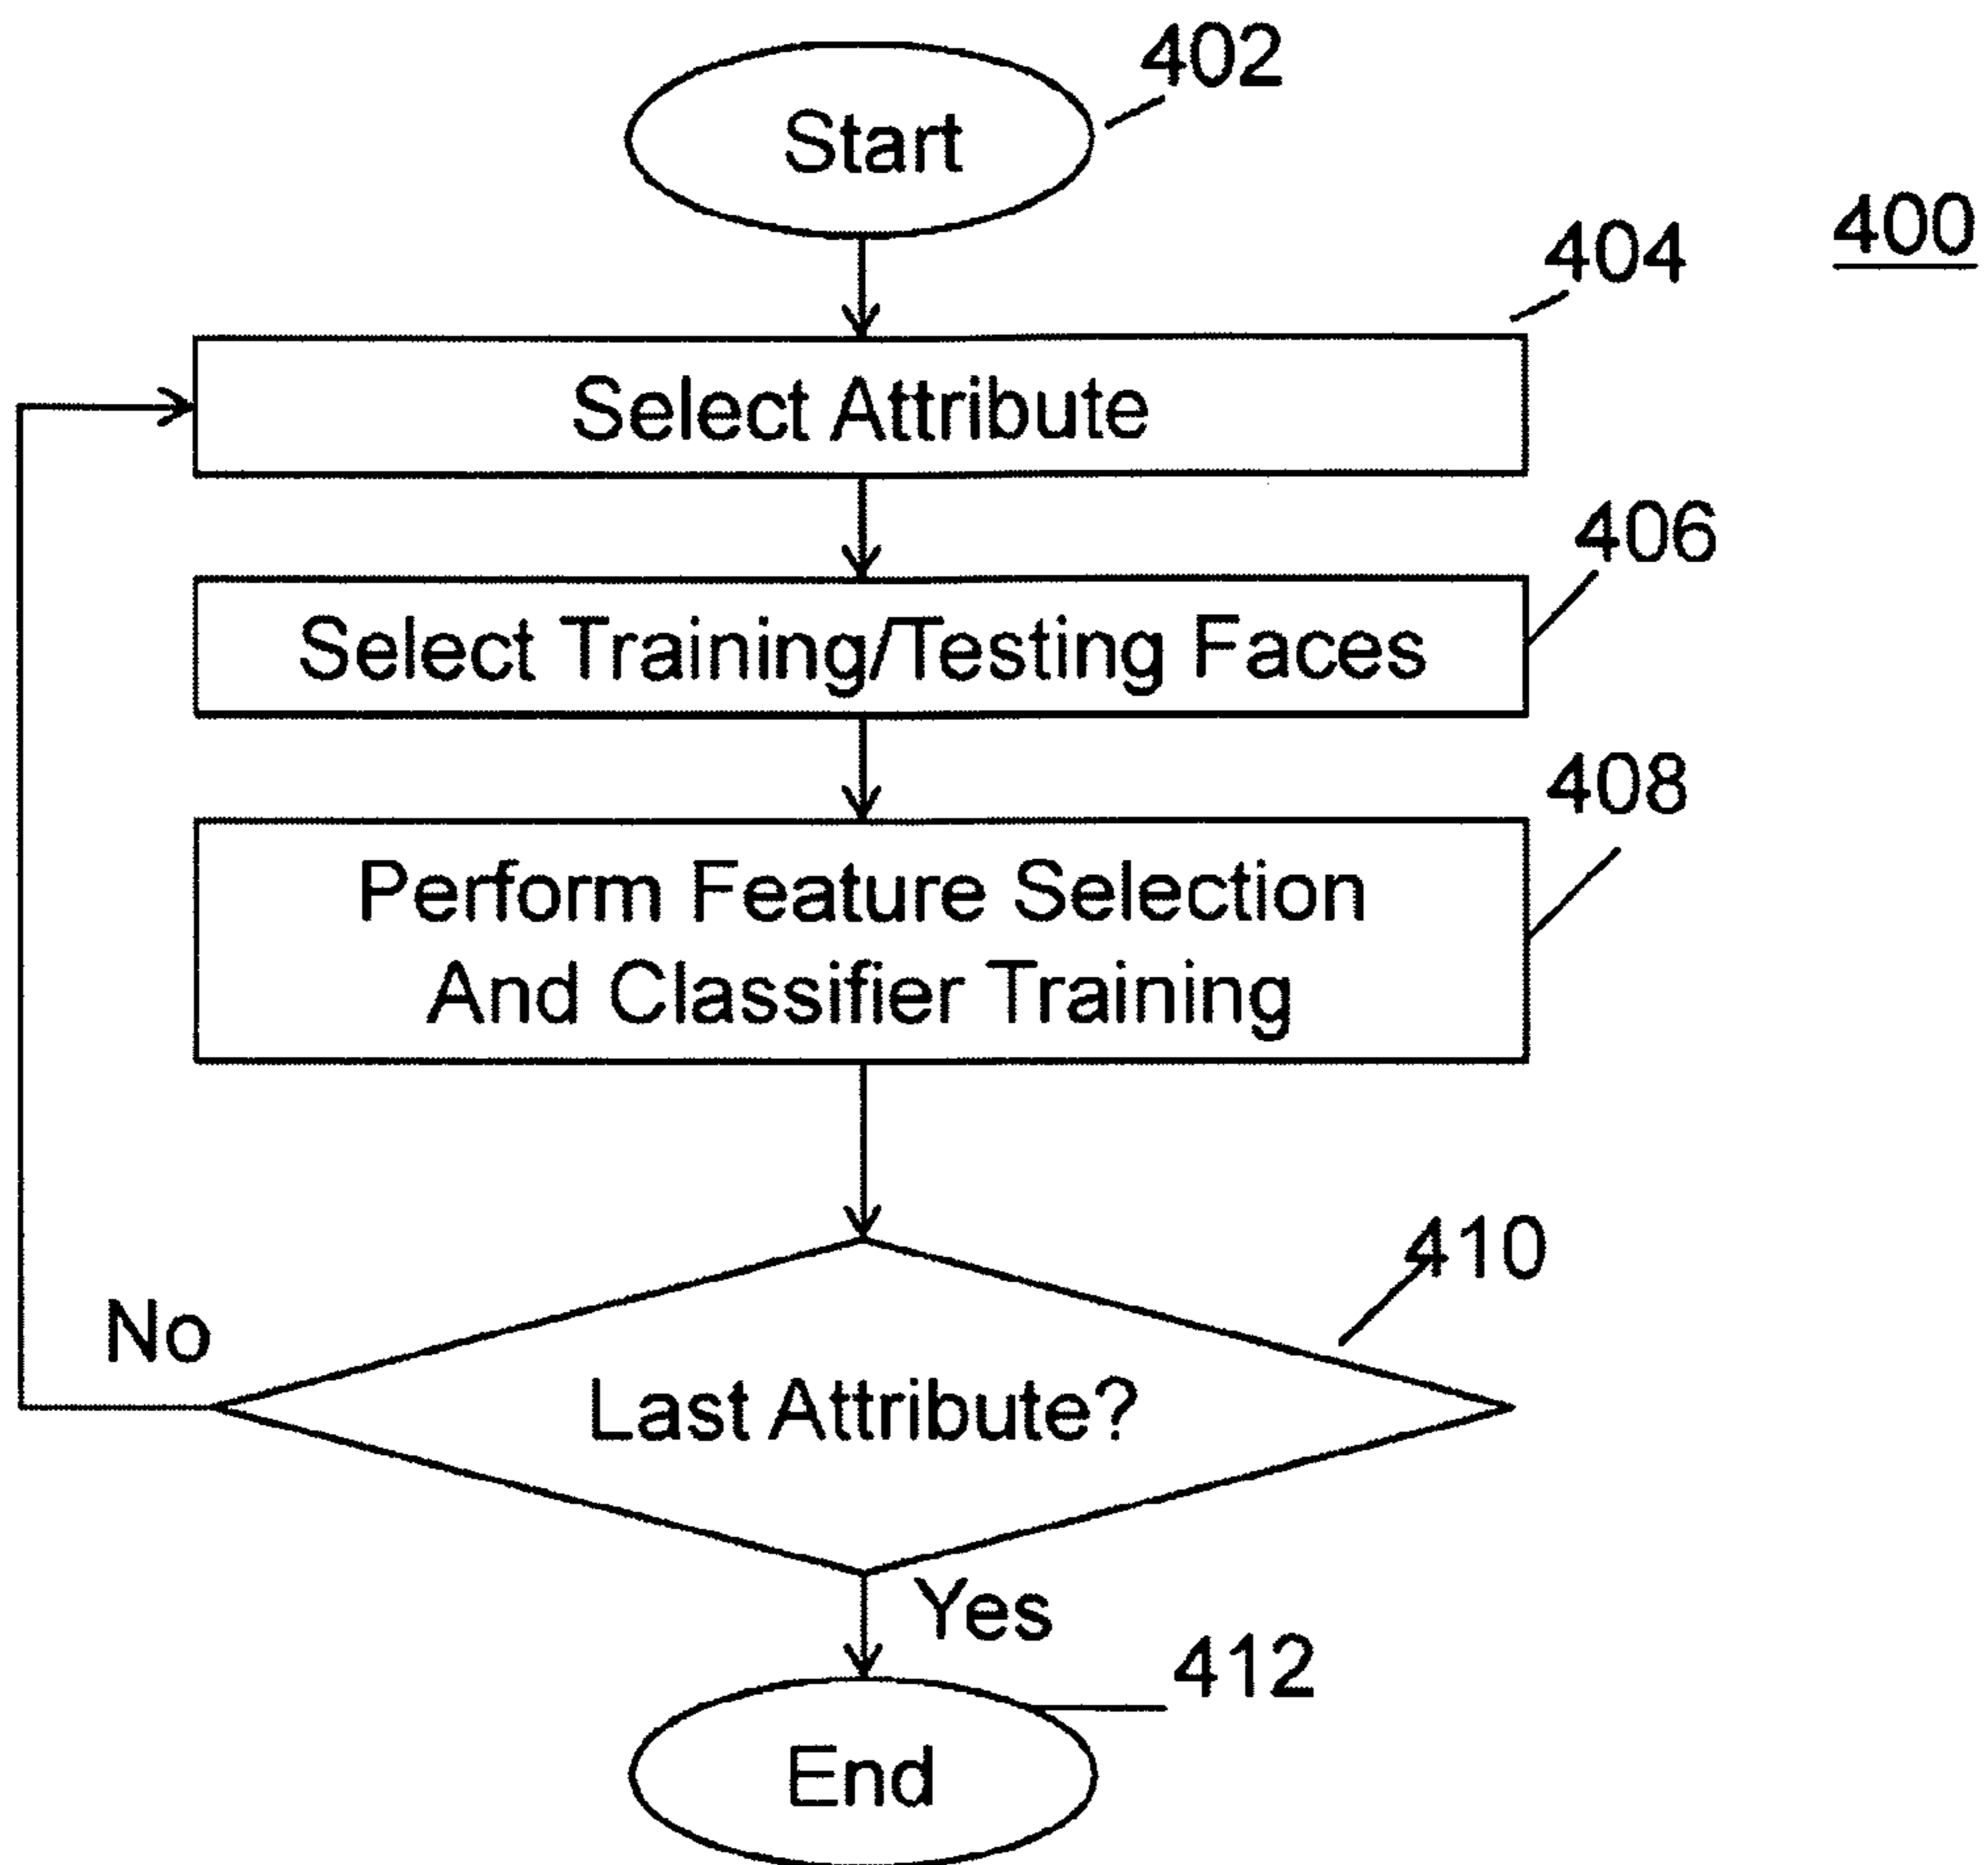 402
Start
400
404
Select Attribute
406
Select Training/Testing Faces
408
Perform Feature Selection
And Classifier Training
410
No
Last Attribute?
Yes
412
End